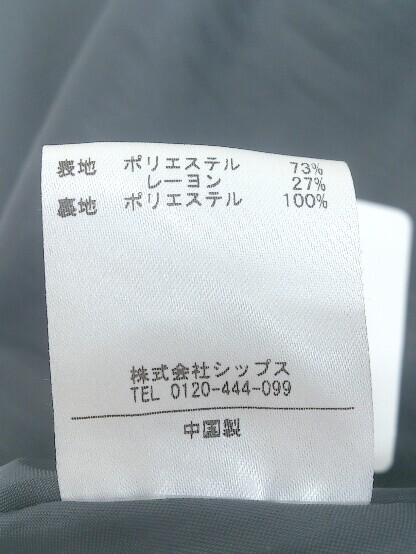 表地 ポリエステル 73%
レーヨン 27%
裏地 ポリエステル 100%
株式会社シップス
TEL 0120-444-099
中国製